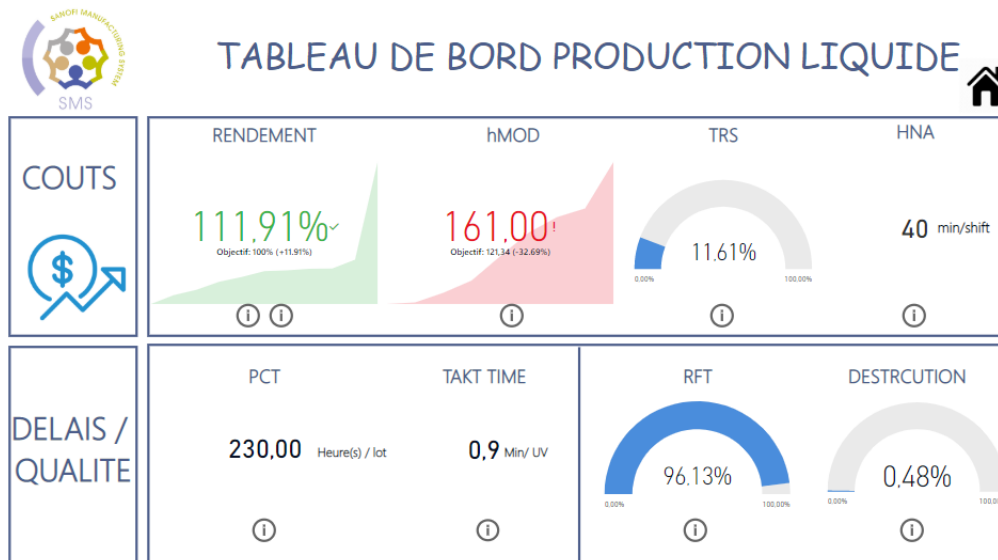 SANOFI MANUFACTURING SYSTEM
SMS
TABLEAU DE BORD PRODUCTION LIQUIDE
COUTS
$
RENDEMENT
111,91%
Objectif: 100% (+11.91%)
hMOD
161,00!
Objectif: 121,34 (-32.69%)
TRS
11.61%
0.00%
100.00%
HNA
40 min/shift
DELAIS /
QUALITE
PCT
230,00 Heure(s) / lot
TAKT TIME
0,9 Min/ UV
RFT
96.13%
0.00%
100.00%
DESTRCUTION
0.48%
0.00%